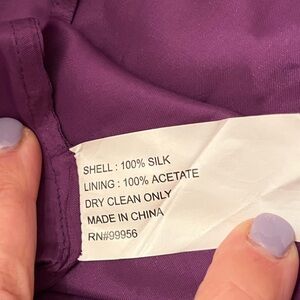 SHELL : 100% SILK
LINING : 100% ACETATE
DRY CLEAN ONLY
MADE IN CHINA
RN#99956